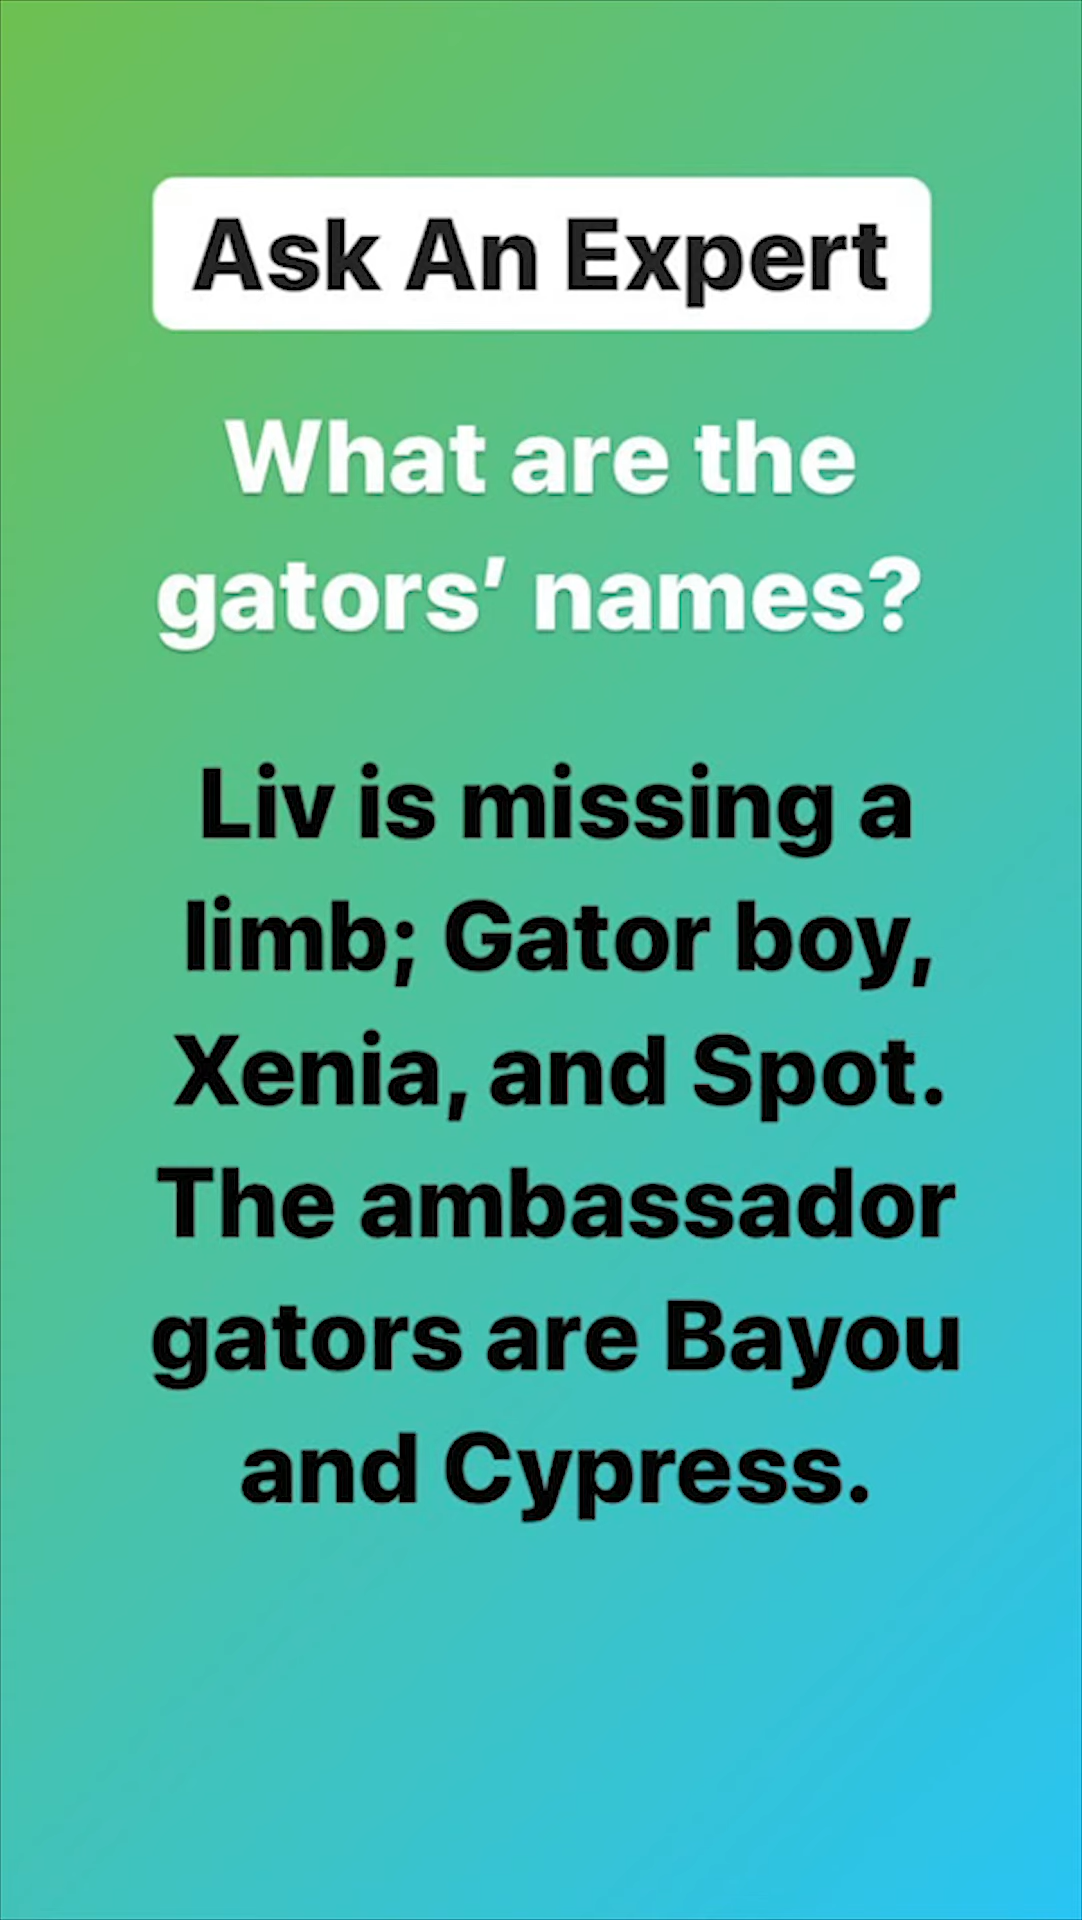 Ask An Expert
What are the
gators’ names?
Liv is missing a
limb; Gator boy,
Xenia, and Spot.
The ambassador
gators are Bayou
and Cypress.